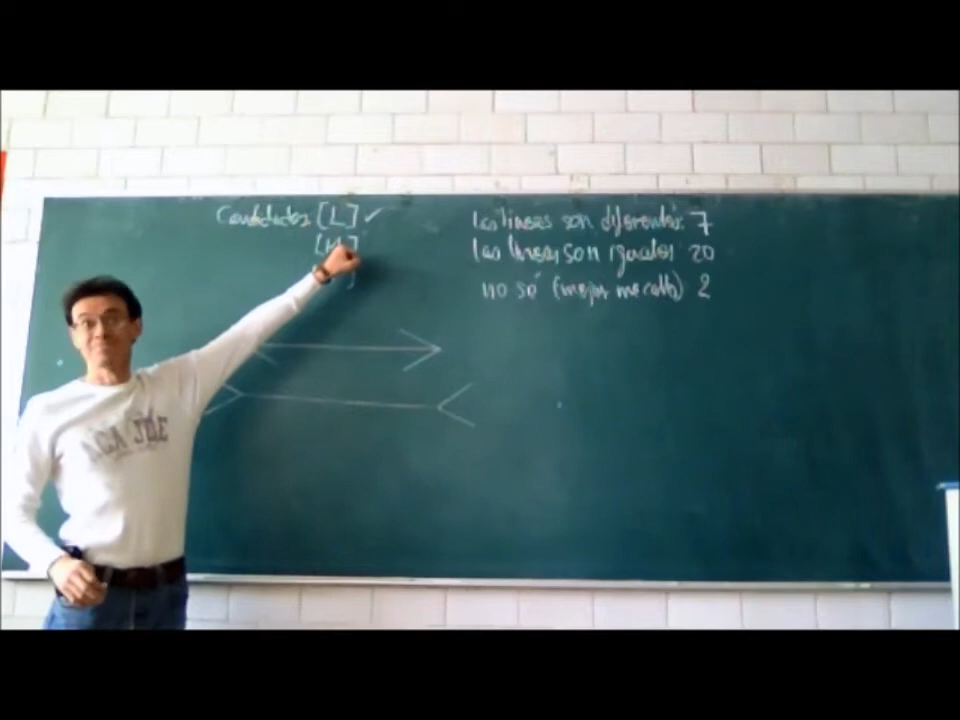 Candidatos [L] ✓
[M]
]
las líneas son diferentes 7
las líneas son iguales 20
no sé (mejor me callo) 2